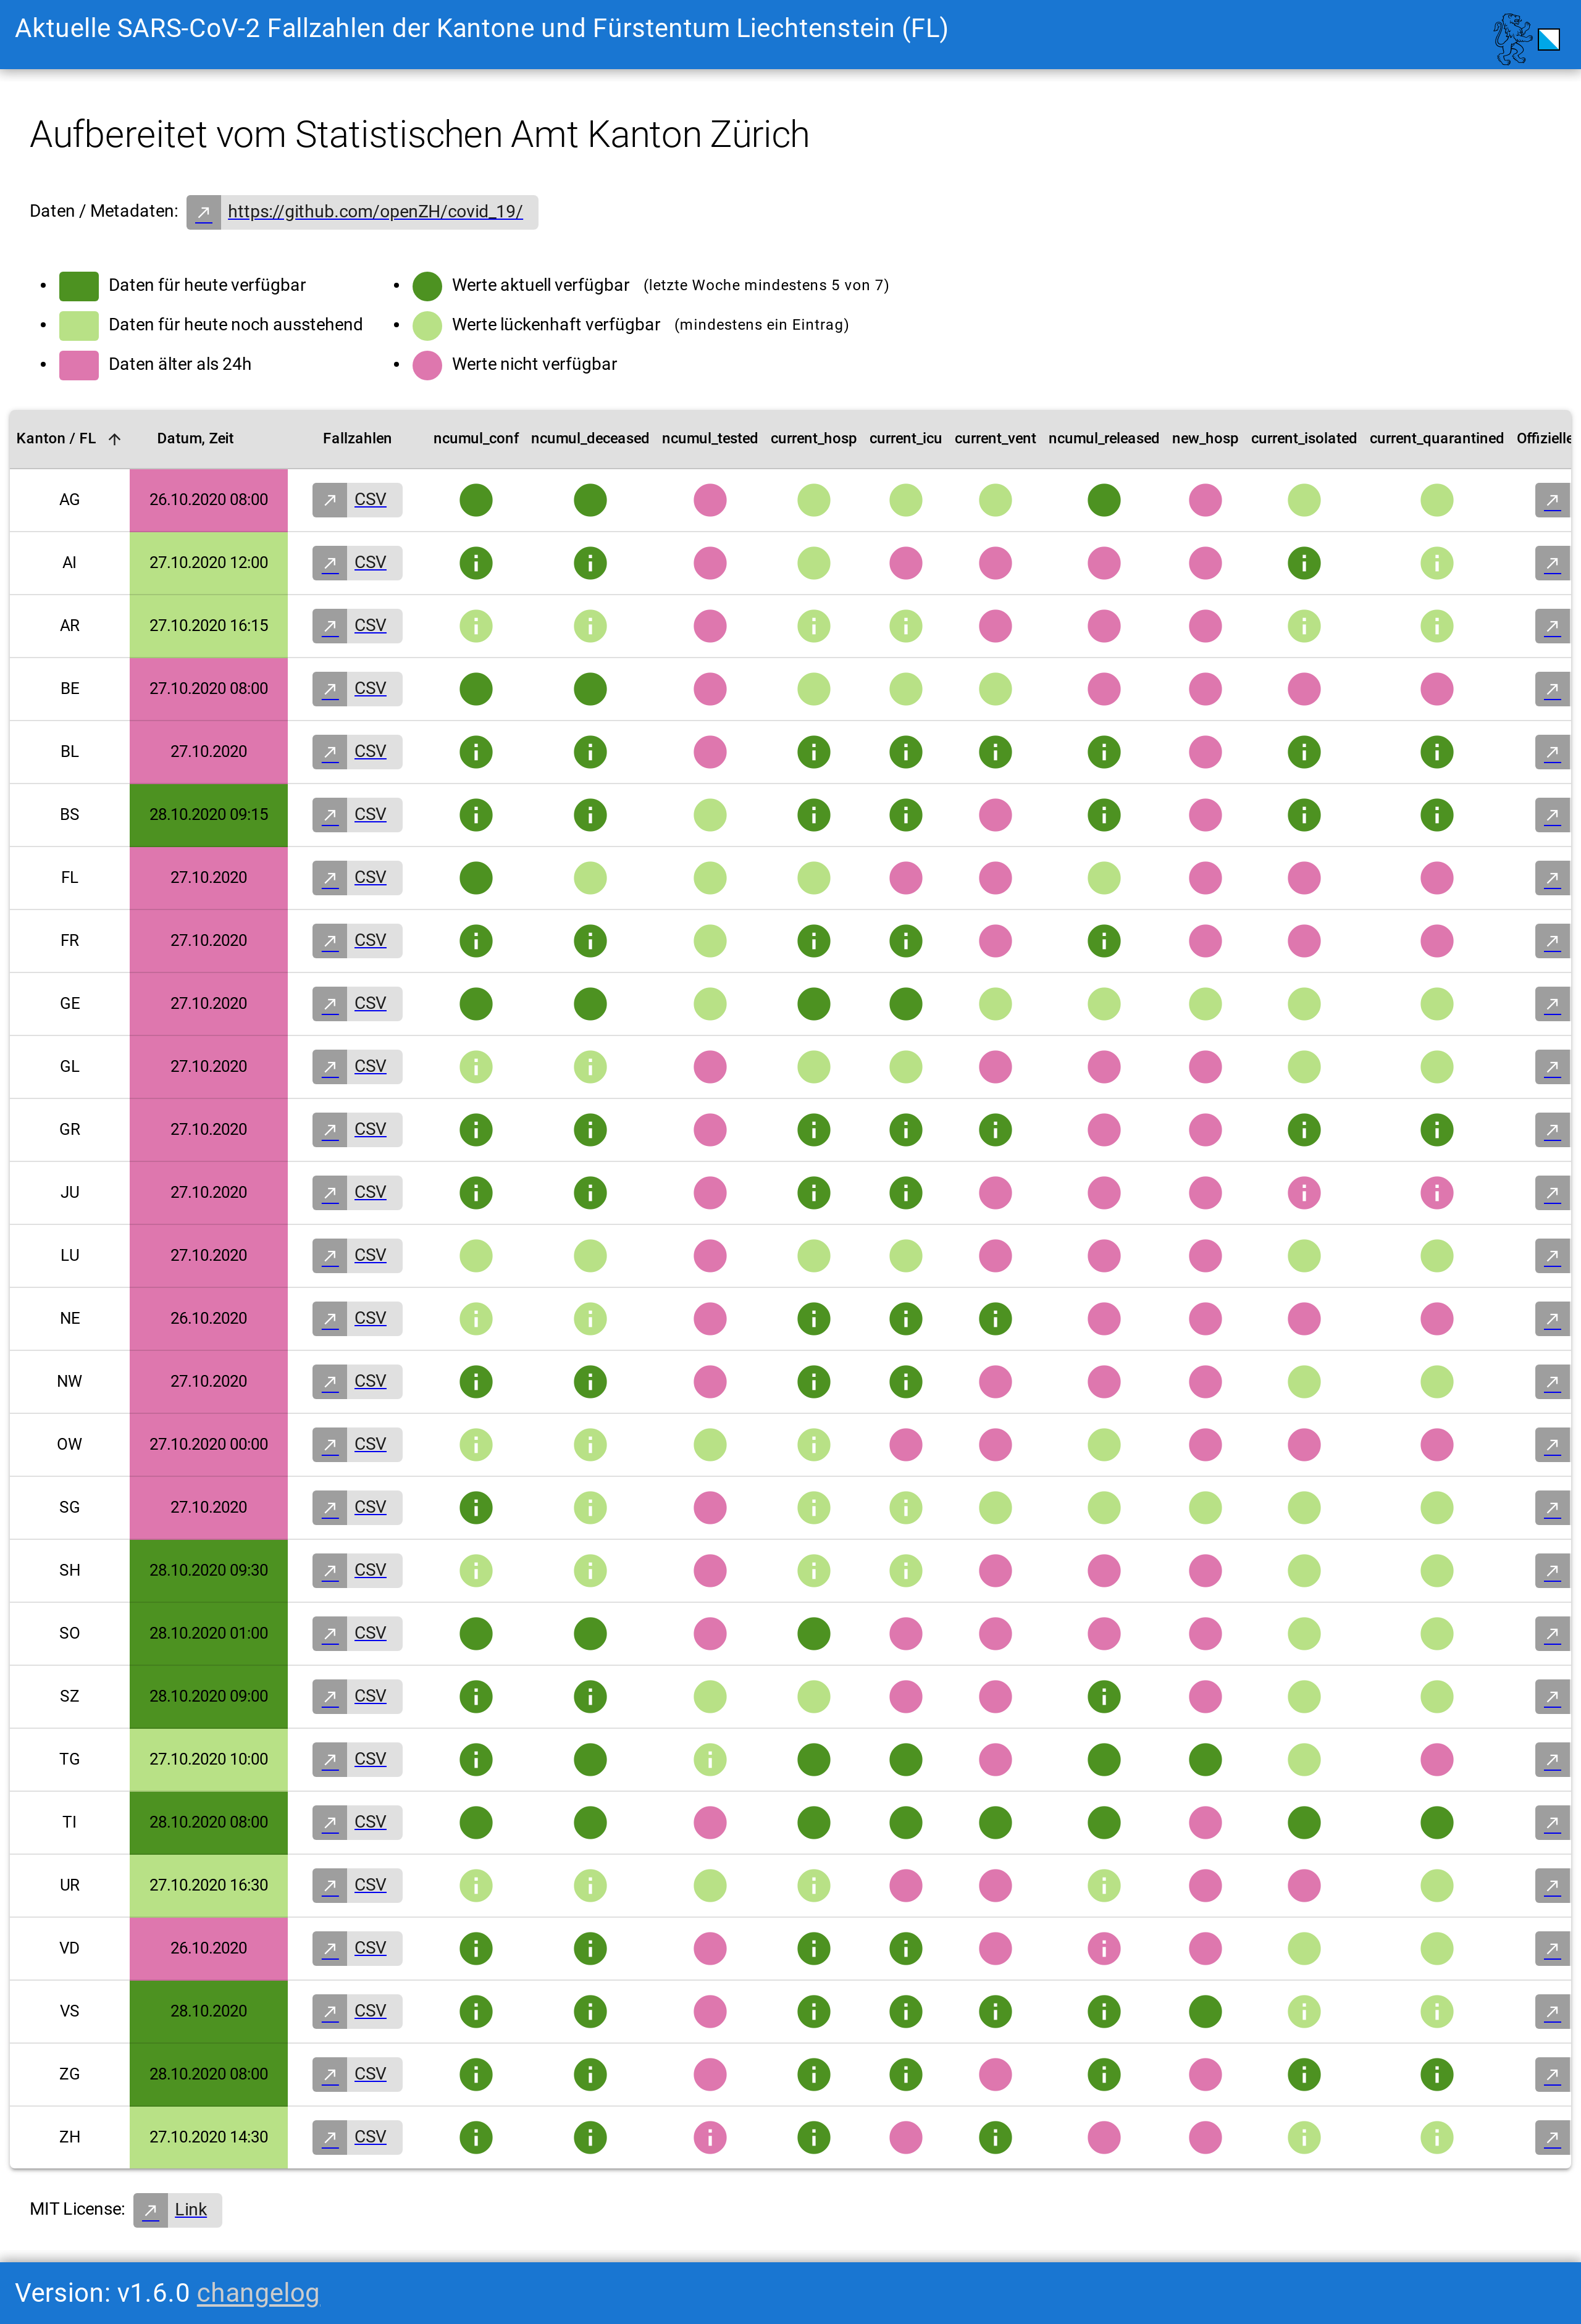 Aktuelle SARS-CoV-2 Fallzahlen der Kantone und Fürstentum Liechtenstein (FL)
Aufbereitet vom Statistischen Amt Kanton Zürich
Daten / Metadaten: https://github.com/openZH/covid_19/
Daten für heute verfügbar
Daten für heute noch ausstehend
Daten älter als 24h
Werte aktuell verfügbar (letzte Woche mindestens 5 von 7)
Werte lückenhaft verfügbar (mindestens ein Eintrag)
Werte nicht verfügbar
Kanton / FL Datum, Zeit Fallzahlen ncumul_conf ncumul_deceased ncumul_tested current_hosp current_icu current_vent ncumul_released new_hosp current_isolated current_quarantined Offizielle
AG 26.10.2020 08:00 CSV
AI 27.10.2020 12:00 CSV
AR 27.10.2020 16:15 CSV
BE 27.10.2020 08:00 CSV
BL 27.10.2020 CSV
BS 28.10.2020 09:15 CSV
FL 27.10.2020 CSV
FR 27.10.2020 CSV
GE 27.10.2020 CSV
GL 27.10.2020 CSV
GR 27.10.2020 CSV
JU 27.10.2020 CSV
LU 27.10.2020 CSV
NE 26.10.2020 CSV
NW 27.10.2020 CSV
OW 27.10.2020 00:00 CSV
SG 27.10.2020 CSV
SH 28.10.2020 09:30 CSV
SO 28.10.2020 01:00 CSV
SZ 28.10.2020 09:00 CSV
TG 27.10.2020 10:00 CSV
TI 28.10.2020 08:00 CSV
UR 27.10.2020 16:30 CSV
VD 26.10.2020 CSV
VS 28.10.2020 CSV
ZG 28.10.2020 08:00 CSV
ZH 27.10.2020 14:30 CSV
MIT License: Link
Version: v1.6.0 changelog